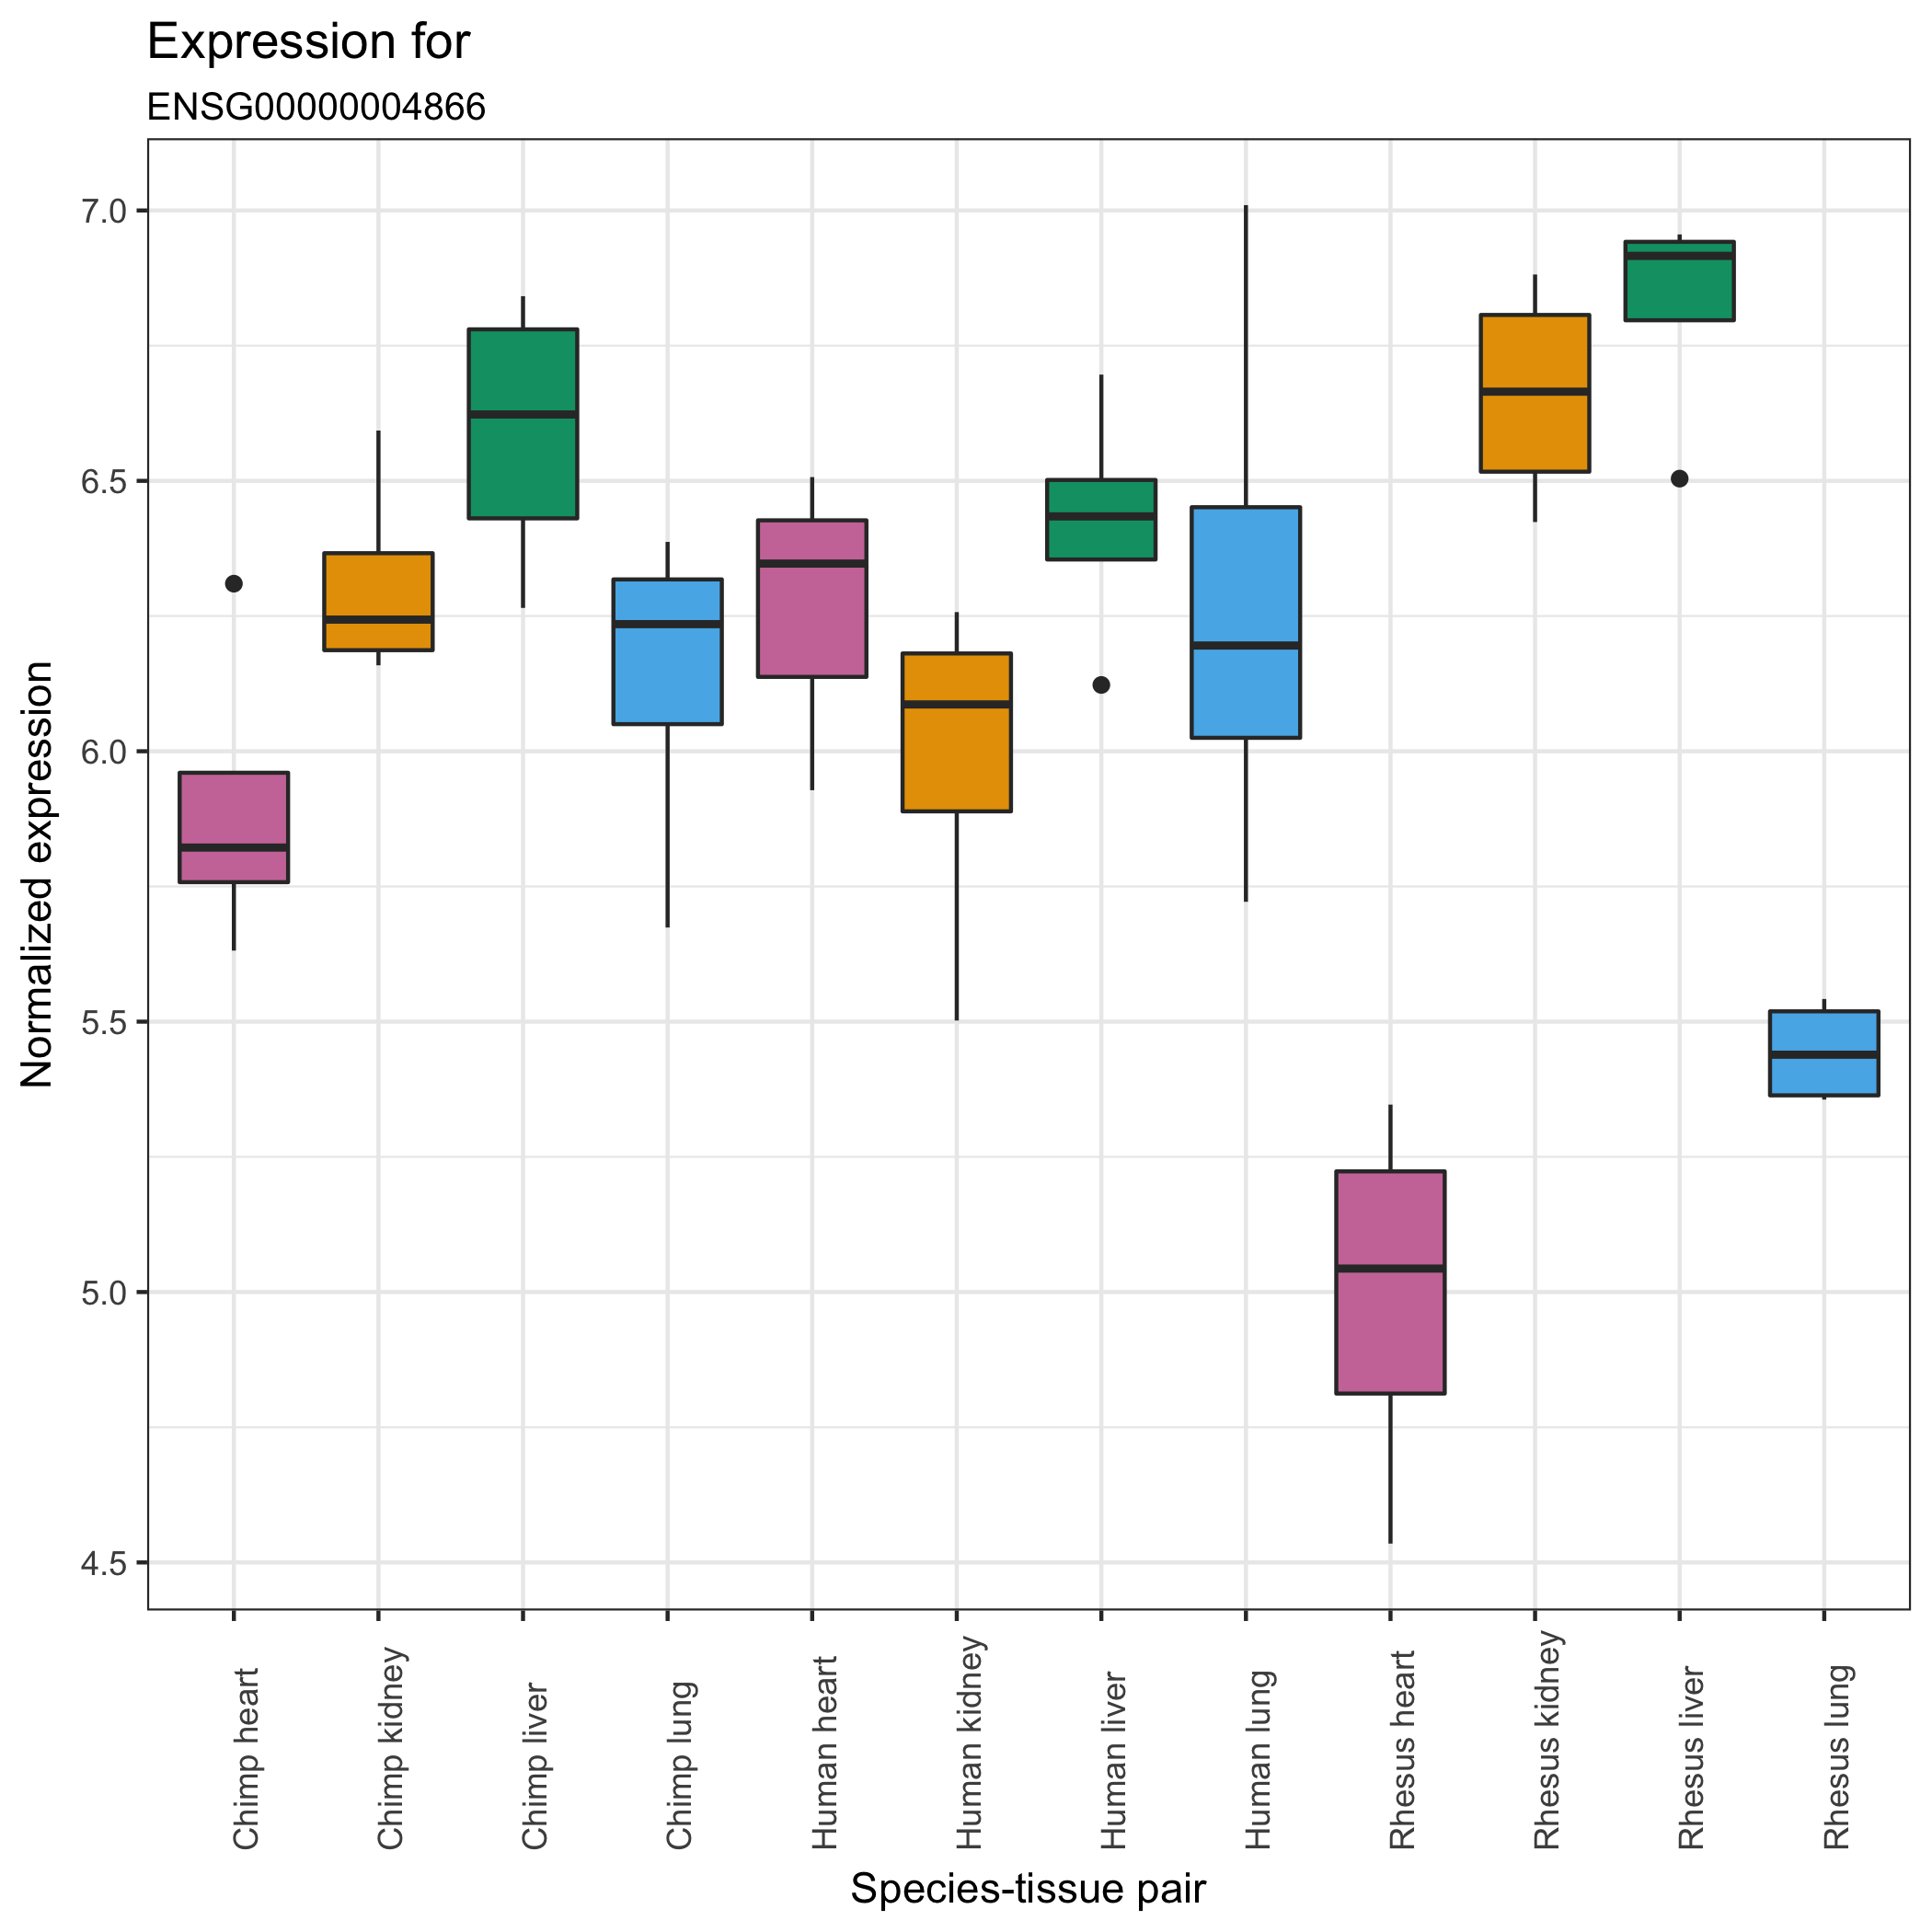 Expression for
ENSG00000004866
Normalized expression
7.0
6.5
6.0
5.5
5.0
4.5
Chimp heart
Chimp kidney
Chimp liver
Chimp lung
Human heart
Human kidney
Human liver
Human lung
Rhesus heart
Rhesus kidney
Rhesus liver
Rhesus lung
Species-tissue pair